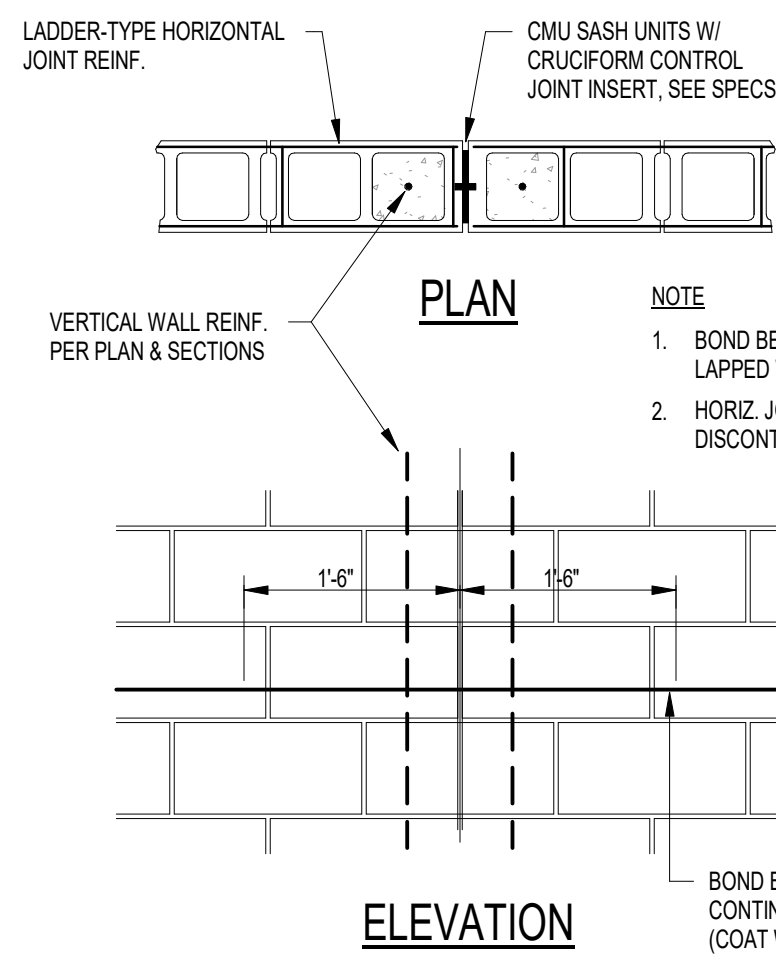 LADDER-TYPE HORIZONTAL
JOINT REINF.
CMU SASH UNITS W/
CRUCIFORM CONTROL
JOINT INSERT, SEE SPECS
PLAN
VERTICAL WALL REINF.
PER PLAN & SECTIONS
NOTE
1. BOND BE
LAPPED
2. HORIZ. JO
DISCONT
1'-6"
1'-6"
BOND B
CONTIN
(COAT
ELEVATION